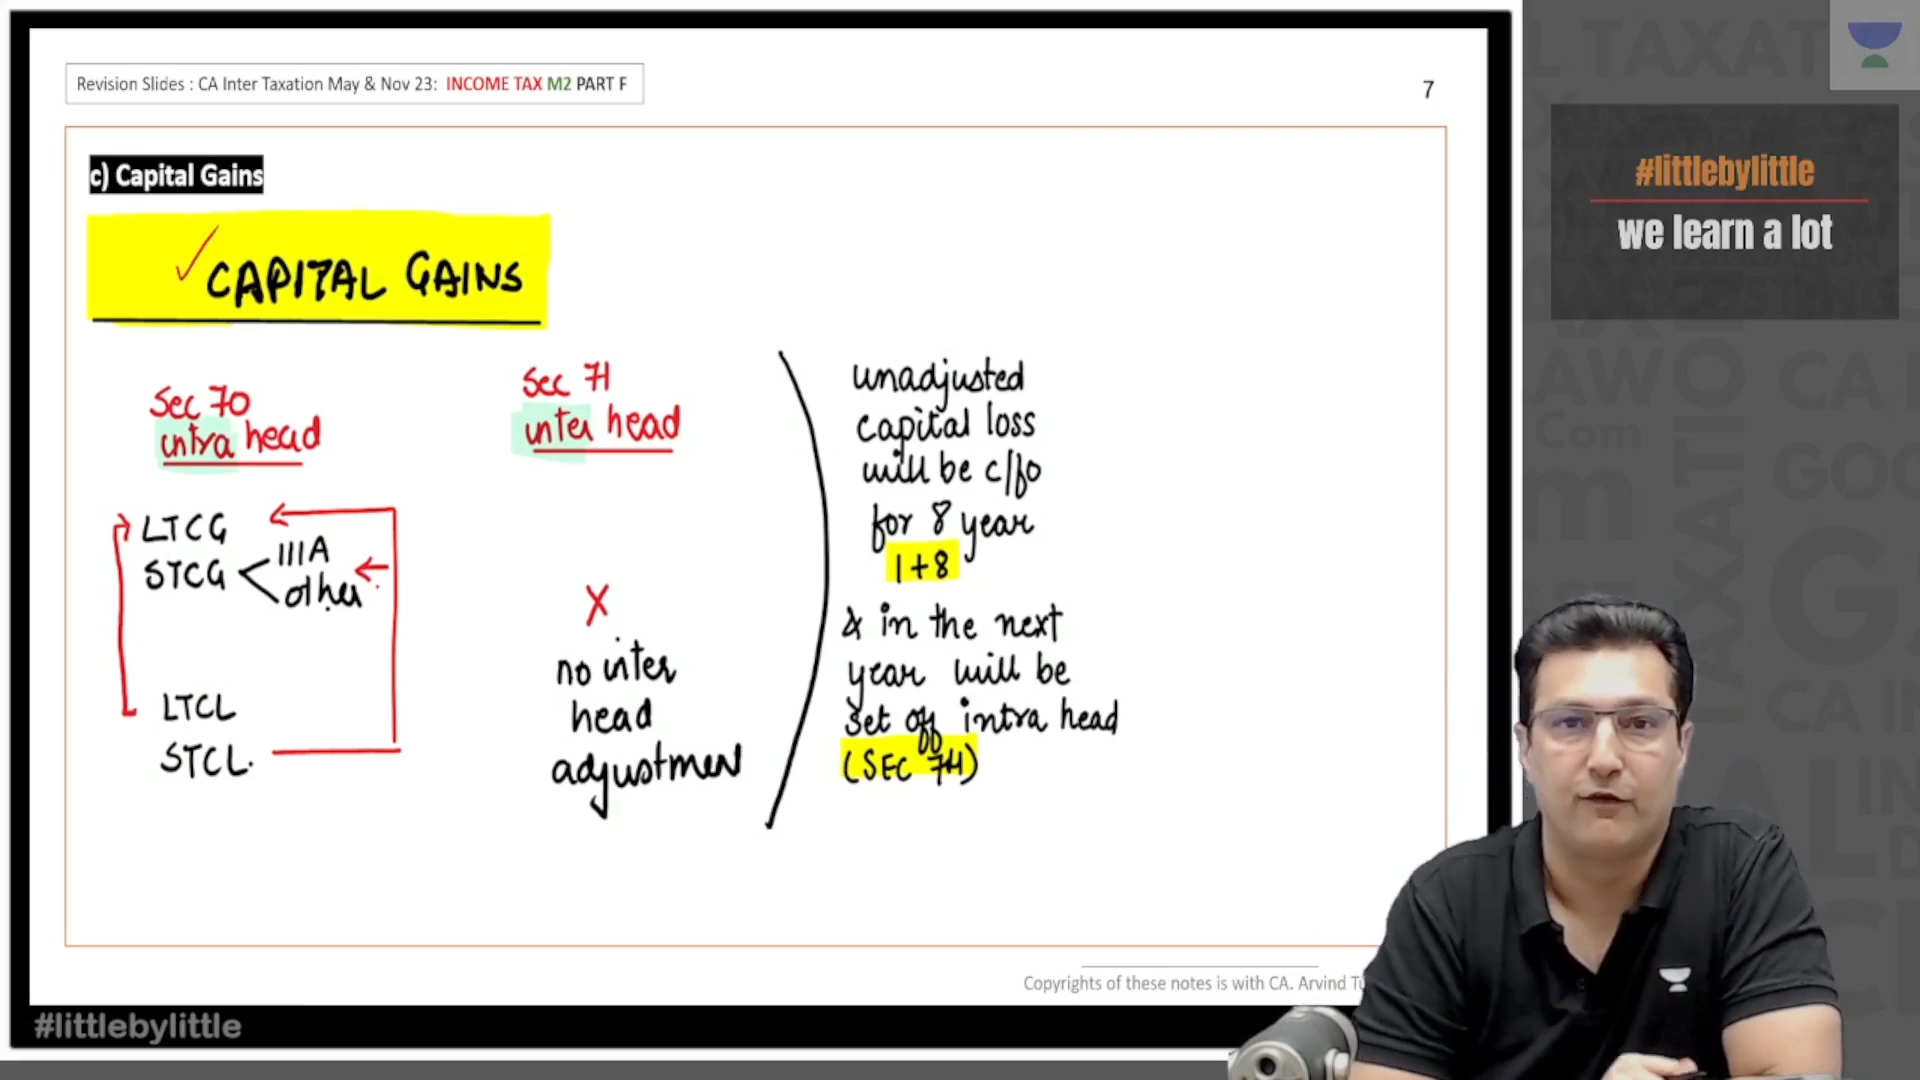 Revision Slides : CA Inter Taxation May & Nov 23: INCOME TAX M2 PART F
7
c) Capital Gains
CAPITAL GAINS
Sec 70
intra head
LTCG
STCG < 111A
other
LTCL
STCL.
Sec 71
inter head
X
no inter
head
adjustment
unadjusted
capital loss
will be c/fo
for 8 year
1+8
& in the next
year will be
set off intra head
(SEC 74)
Copyrights of these notes is with CA. Arvind
#littlebylittle
#littlebylittle
we learn a lot